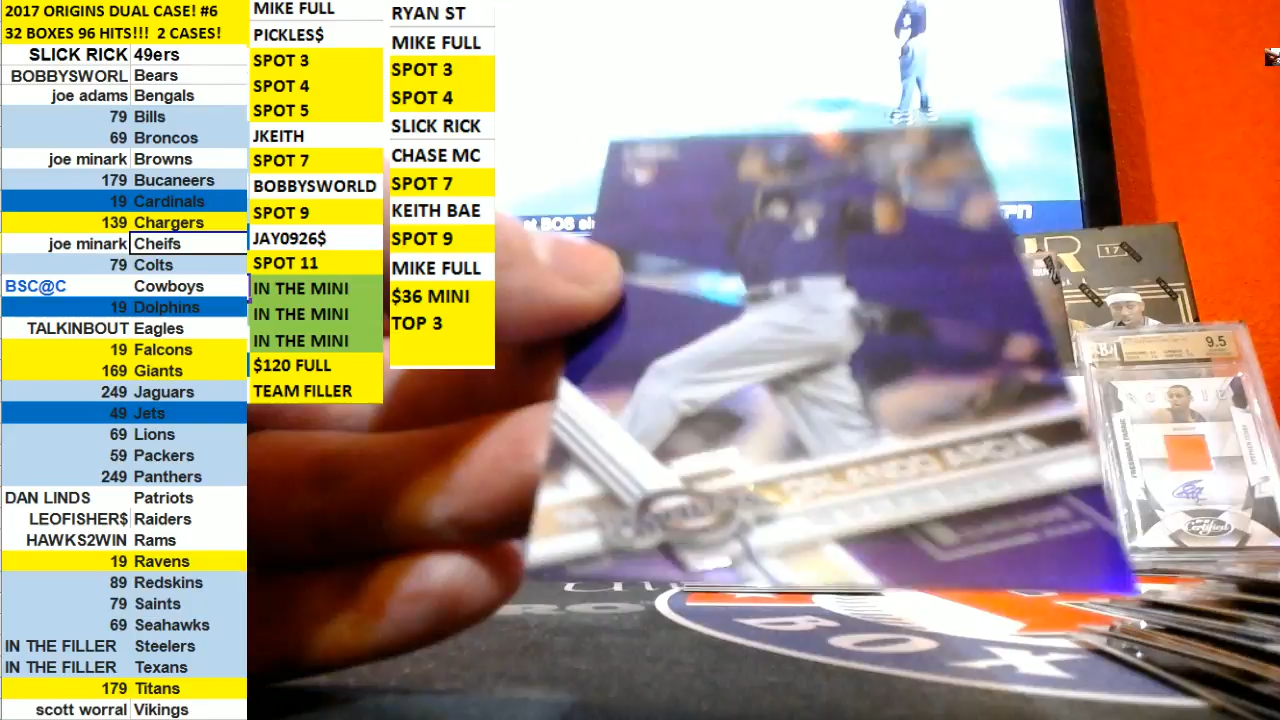 2017 ORIGINS DUAL CASE! #6
32 BOXES 96 HITS!!! 2 CASES!
SLICK RICK 49ers
BOBBYSWORL Bears
joe adams Bengals
79 Bills
69 Broncos
joe minark Browns
179 Bucaneers
19 Cardinals
139 Chargers
joe minark Cheifs
79 Colts
BSC@C Cowboys
19 Dolphins
TALKINBOUT Eagles
19 Falcons
169 Giants
249 Jaguars
49 Jets
69 Lions
59 Packers
249 Panthers
DAN LINDS Patriots
LEOFISHER$ Raiders
HAWKS2WIN Rams
19 Ravens
89 Redskins
79 Saints
69 Seahawks
IN THE FILLER Steelers
IN THE FILLER Texans
179 Titans
scott worral Vikings
MIKE FULL
PICKLES$
SPOT 3
SPOT 4
SPOT 5
JKEITH
SPOT 7
BOBBYSWORLD
SPOT 9
JAY0926$
SPOT 11
IN THE MINI
IN THE MINI
IN THE MINI
$120 FULL
TEAM FILLER
RYAN ST
MIKE FULL
SPOT 3
SPOT 4
SLICK RICK
CHASE MC
SPOT 7
KEITH BAE
SPOT 9
MIKE FULL
$36 MINI
TOP 3
ORLANDO ARCIA
9.5
Certified
BOX